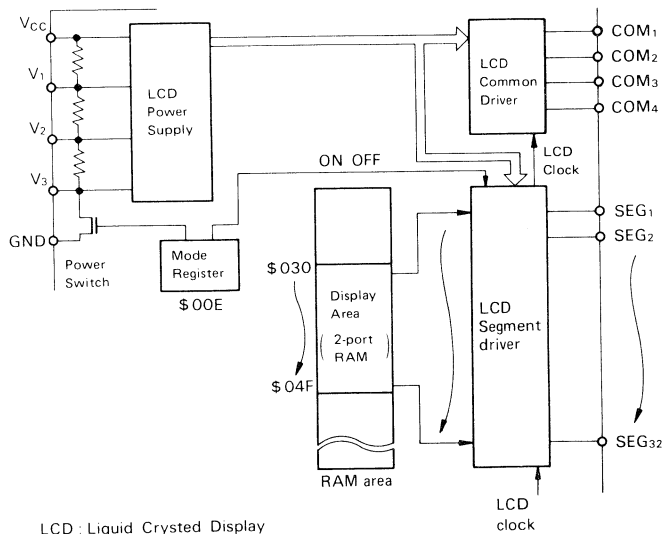 VCC
V1
V2
V3
GND
Power
Switch
LCD
Power
Supply
Mode
Register
$00E
ON OFF
LCD
Common
Driver
COM1
COM2
COM3
COM4
LCD
Clock
$030
$04F
Display
Area
( 2-port
RAM )
RAM area
LCD
Segment
driver
SEG1
SEG2
SEG32
LCD
clock
LCD : Liquid Crysted Display